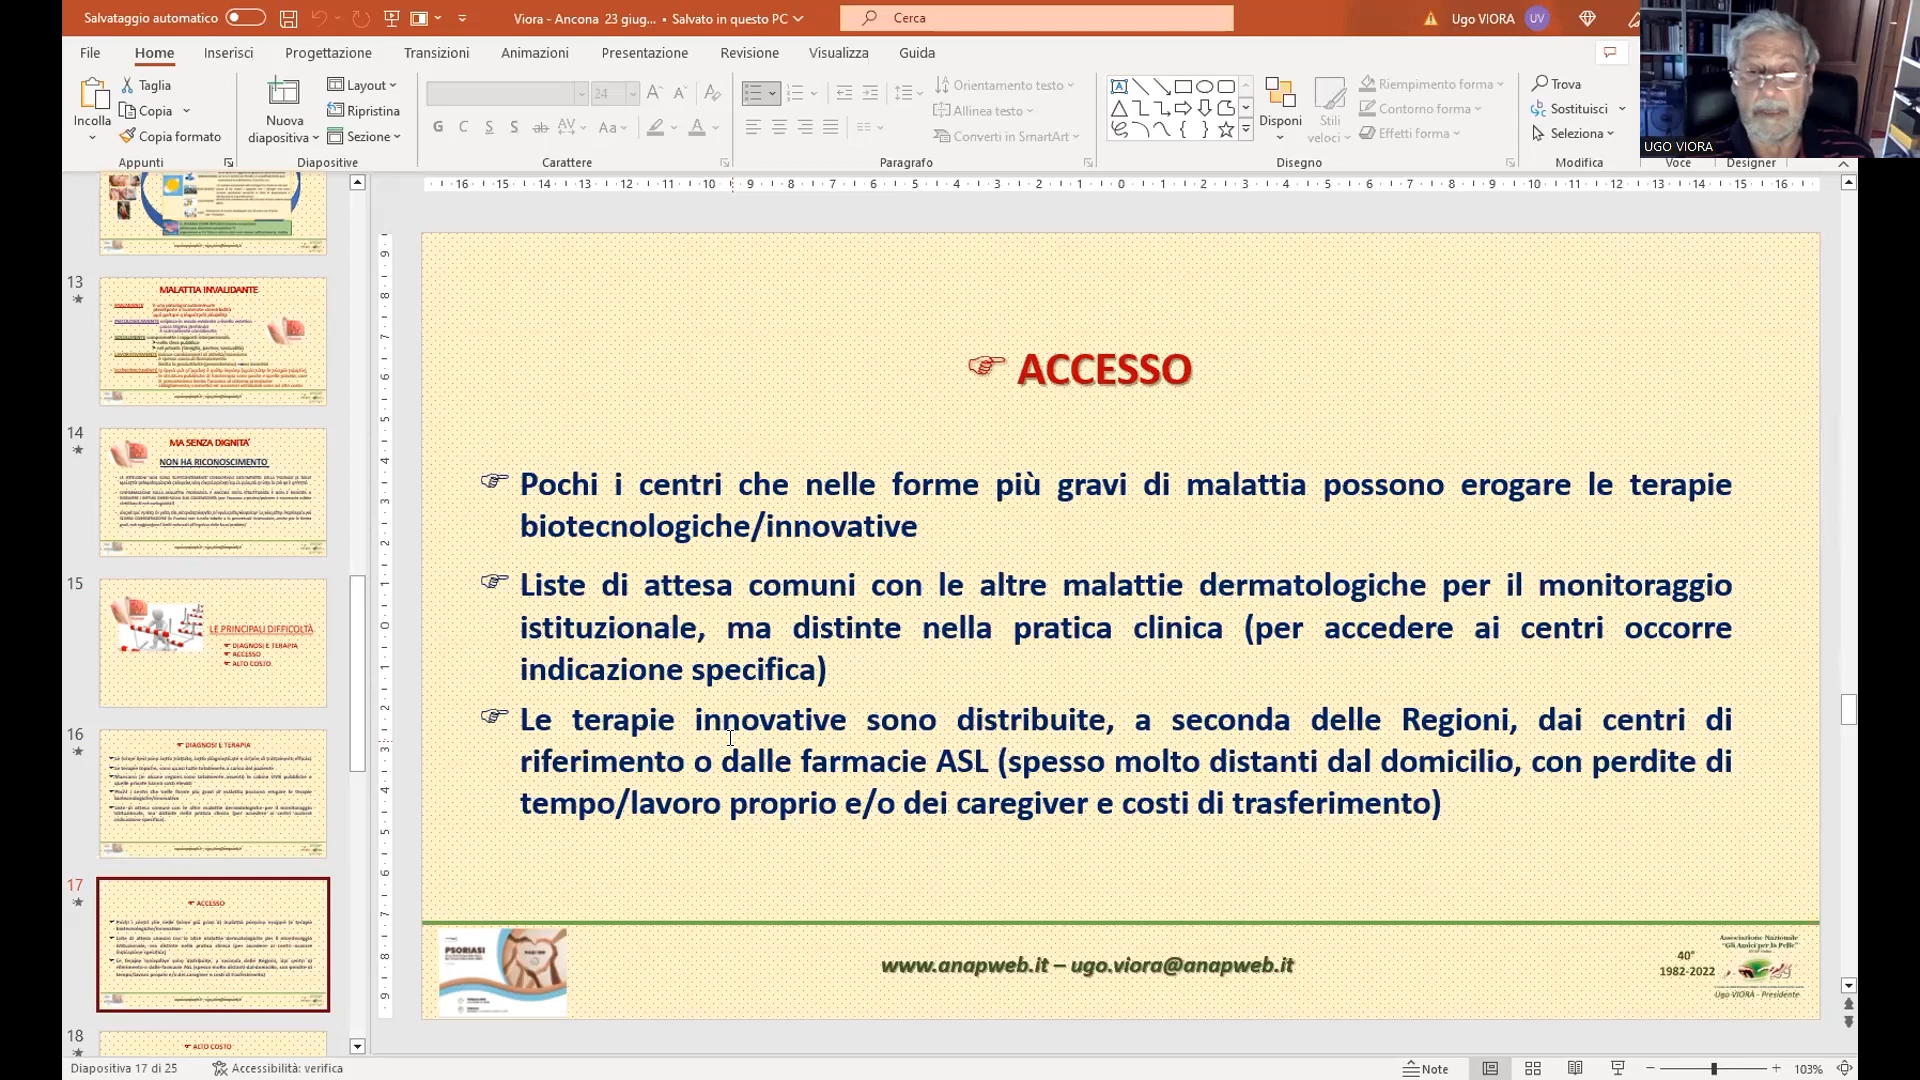 Salvataggio automatico
Viora - Ancona 23 giug... • Salvato in questo PC
Cerca
Ugo VIORA
UV
File
Home
Inserisci
Progettazione
Transizioni
Animazioni
Presentazione
Revisione
Visualizza
Guida
Incolla
Taglia
Copia
Copia formato
Appunti
Nuova
diapositiva
Layout
Ripristina
Sezione
Diapositive
24
G C S S ab AV Aa A
Carattere
Orientamento testo
Allinea testo
Converti in SmartArt
Paragrafo
Disponi
Stili
veloci
Riempimento forma
Contorno forma
Effetti forma
Disegno
Trova
Sostituisci
Seleziona
Modifica
Voce
Designer
UGO VIORA
13
MALATTIA INVALIDANTE
14
MA SENZA DIGNITA'
NON HA RICONOSCIMENTO
15
LE PRINCIPALI DIFFICOLTÀ
DIAGNOSI E TERAPIA
ACCESSO
ALTO COSTO
16
DIAGNOSI E TERAPIA
17
ACCESSO
18
ALTO COSTO
☞ ACCESSO
☞ Pochi i centri che nelle forme più gravi di malattia possono erogare le terapie
biotecnologiche/innovative
☞ Liste di attesa comuni con le altre malattie dermatologiche per il monitoraggio
istituzionale, ma distinte nella pratica clinica (per accedere ai centri occorre
indicazione specifica)
☞ Le terapie innovative sono distribuite, a seconda delle Regioni, dai centri di
riferimento o dalle farmacie ASL (spesso molto distanti dal domicilio, con perdite di
tempo/lavoro proprio e/o dei caregiver e costi di trasferimento)
PSORIASI
www.anapweb.it – ugo.viora@anapweb.it
40°
1982-2022
Associazione Nazionale
"Gli Amici per la Pelle"
Ugo VIORA - Presidente
Diapositiva 17 di 25
Accessibilità: verifica
Note
103%